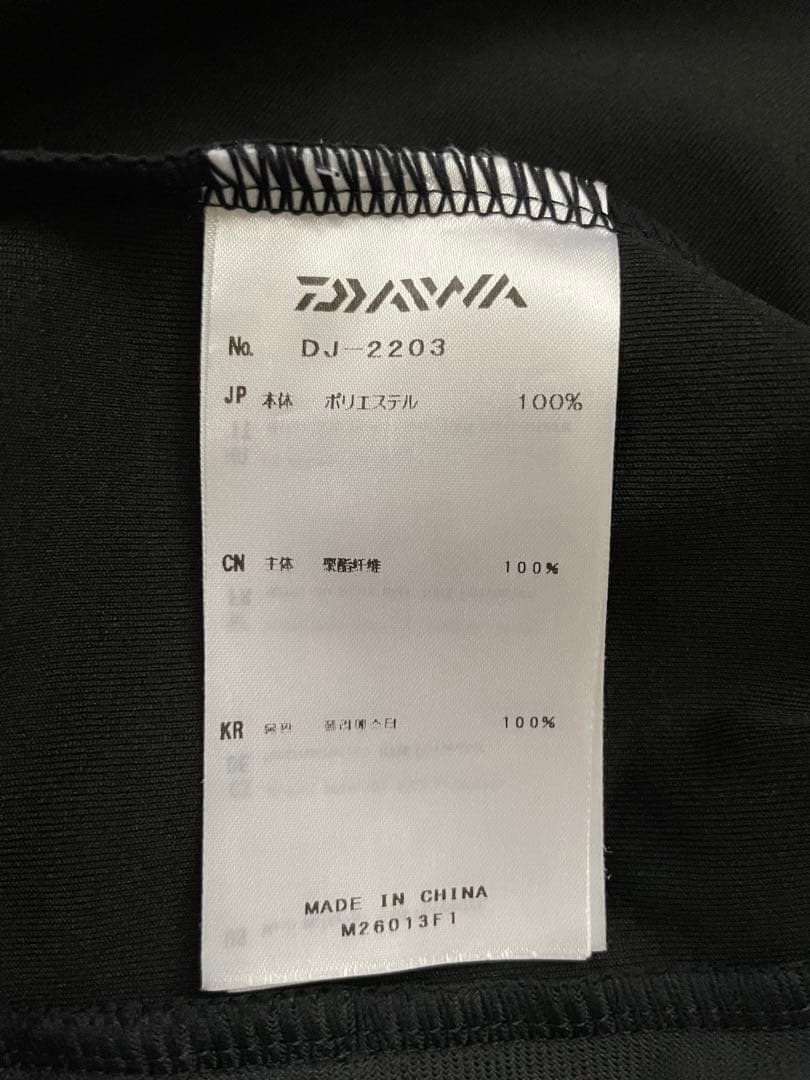 DAIWA
No. DJ-2203
JP 本体 ポリエステル 100%
CN 主体 聚酯纤维 100%
KR 폴리에스터 100%
MADE IN CHINA
M26013F1